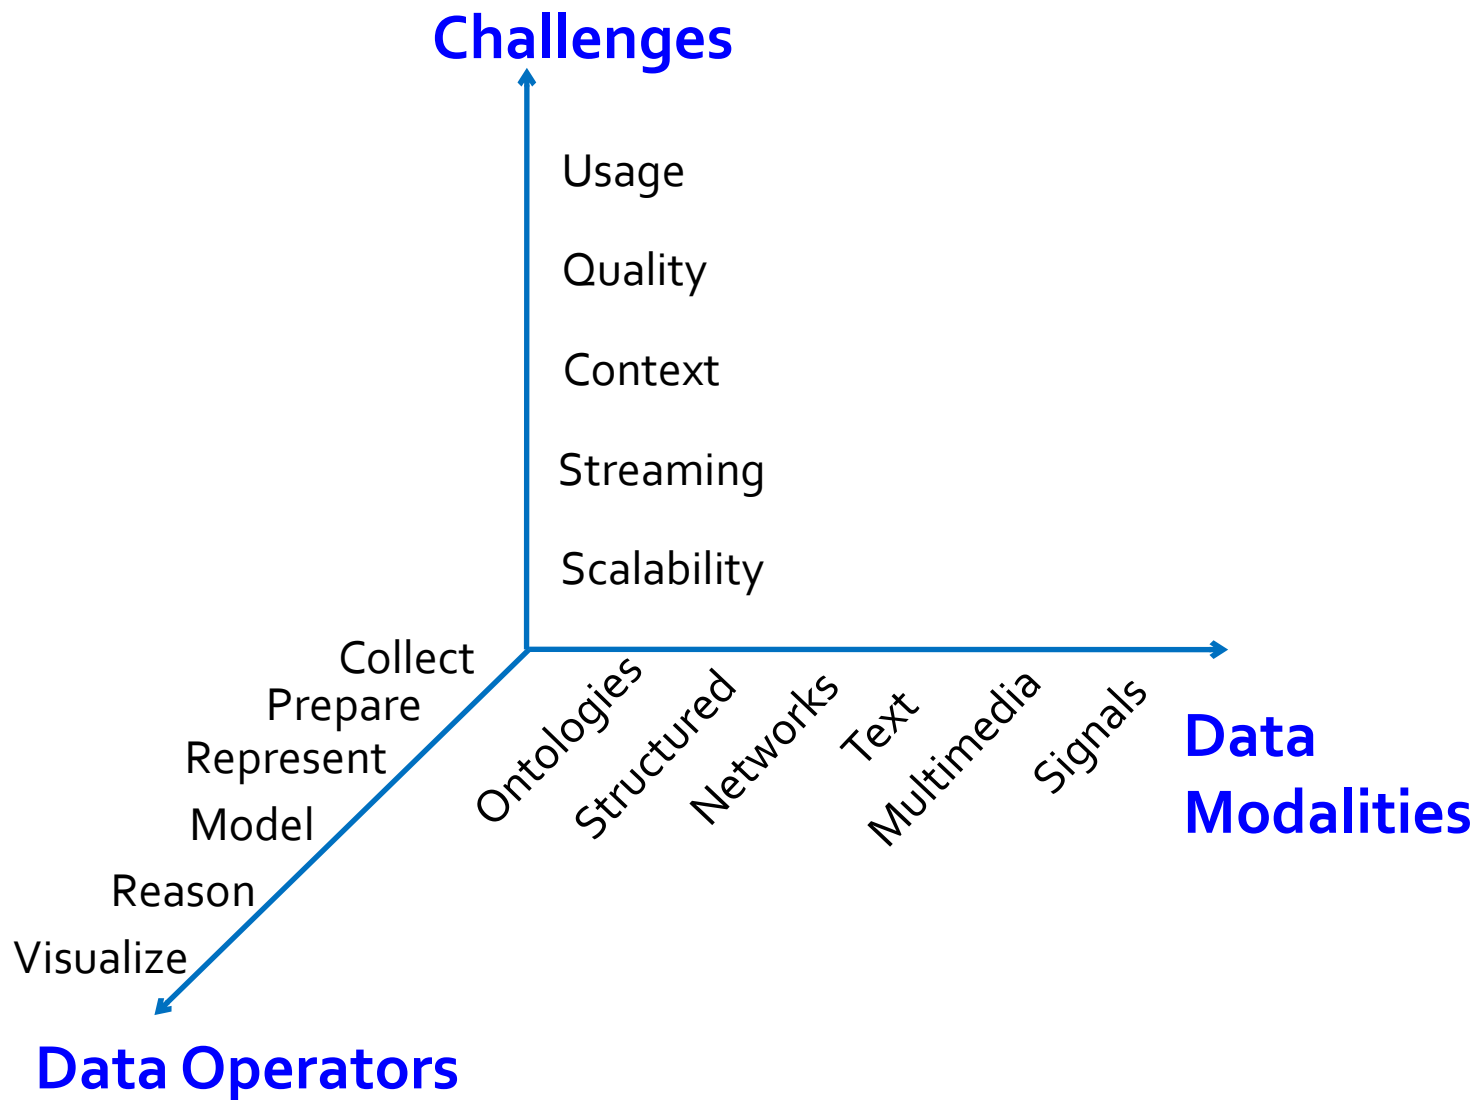 Challenges
Usage
Quality
Context
Streaming
Scalability
Collect
Prepare
Represent
Model
Reason
Visualize
Data Operators
Ontologies
Structured
Networks
Text
Multimedia
Signals
Data
Modalities